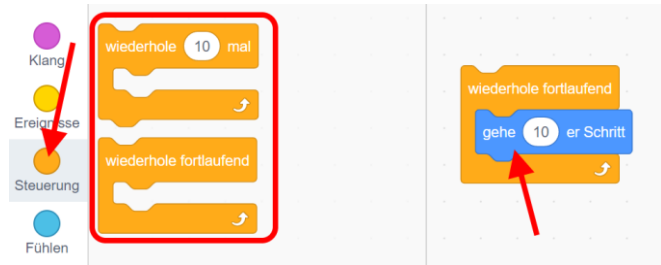 Klang
Ereignisse
Steuerung
Fühlen
wiederhole 10 mal
wiederhole fortlaufend
wiederhole fortlaufend
gehe 10 er Schritt